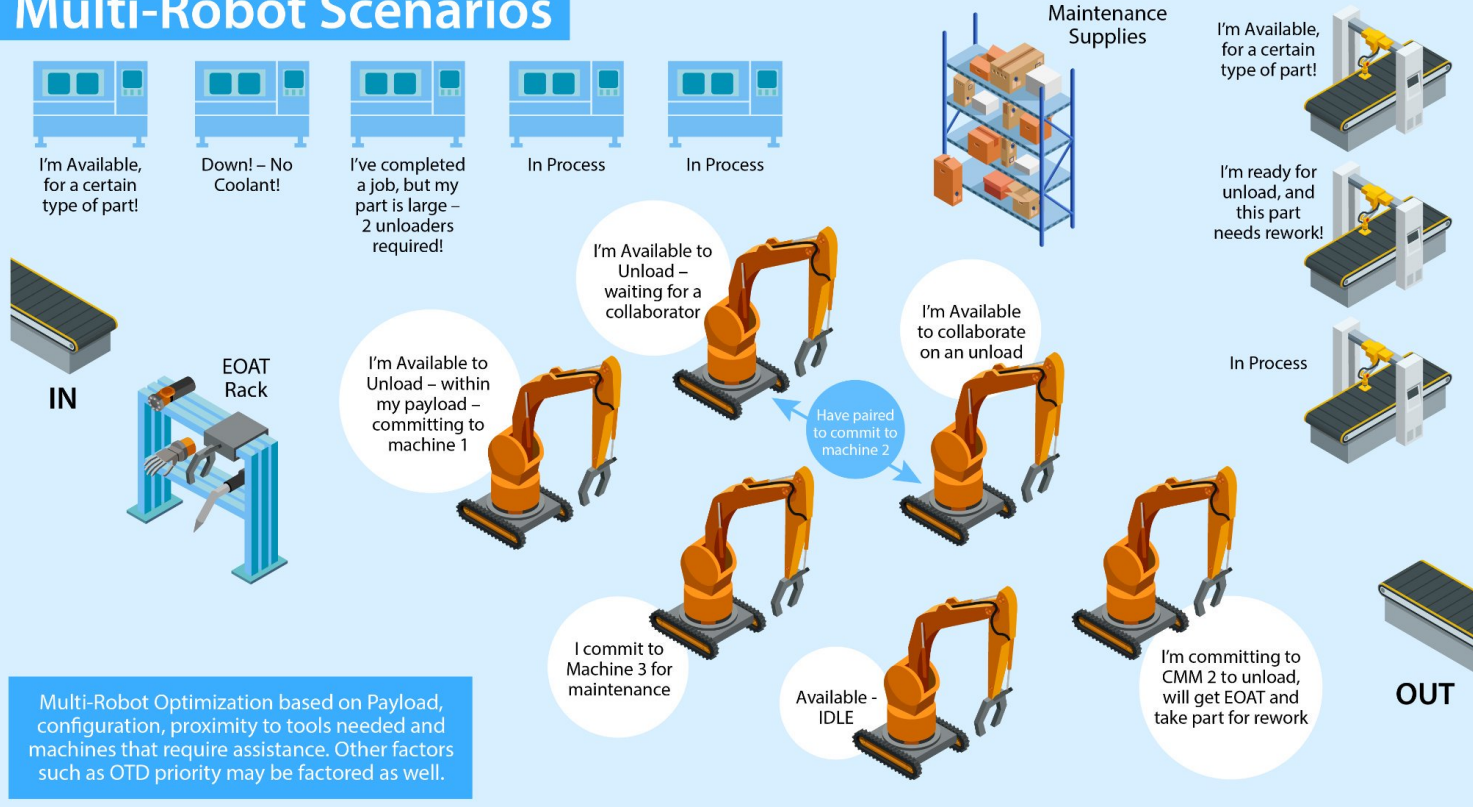 Multi-Robot Scenarios
Maintenance
Supplies
I'm Available,
for a certain
type of part!
I'm Available,
for a certain
type of part!
Down! – No
Coolant!
I've completed
a job, but my
part is large –
2 unloaders
required!
In Process
In Process
I'm ready for
unload, and
this part
needs rework!
I'm Available to
Unload –
waiting for a
collaborator
I'm Available
to collaborate
on an unload
In Process
I'm Available to
Unload – within
my payload –
committing to
machine 1
EOAT
Rack
IN
Have paired
to commit to
machine 2
I commit to
Machine 3 for
maintenance
Available -
IDLE
I'm committing to
CMM 2 to unload,
will get EOAT and
take part for rework
OUT
Multi-Robot Optimization based on Payload,
configuration, proximity to tools needed and
machines that require assistance. Other factors
such as OTD priority may be factored as well.